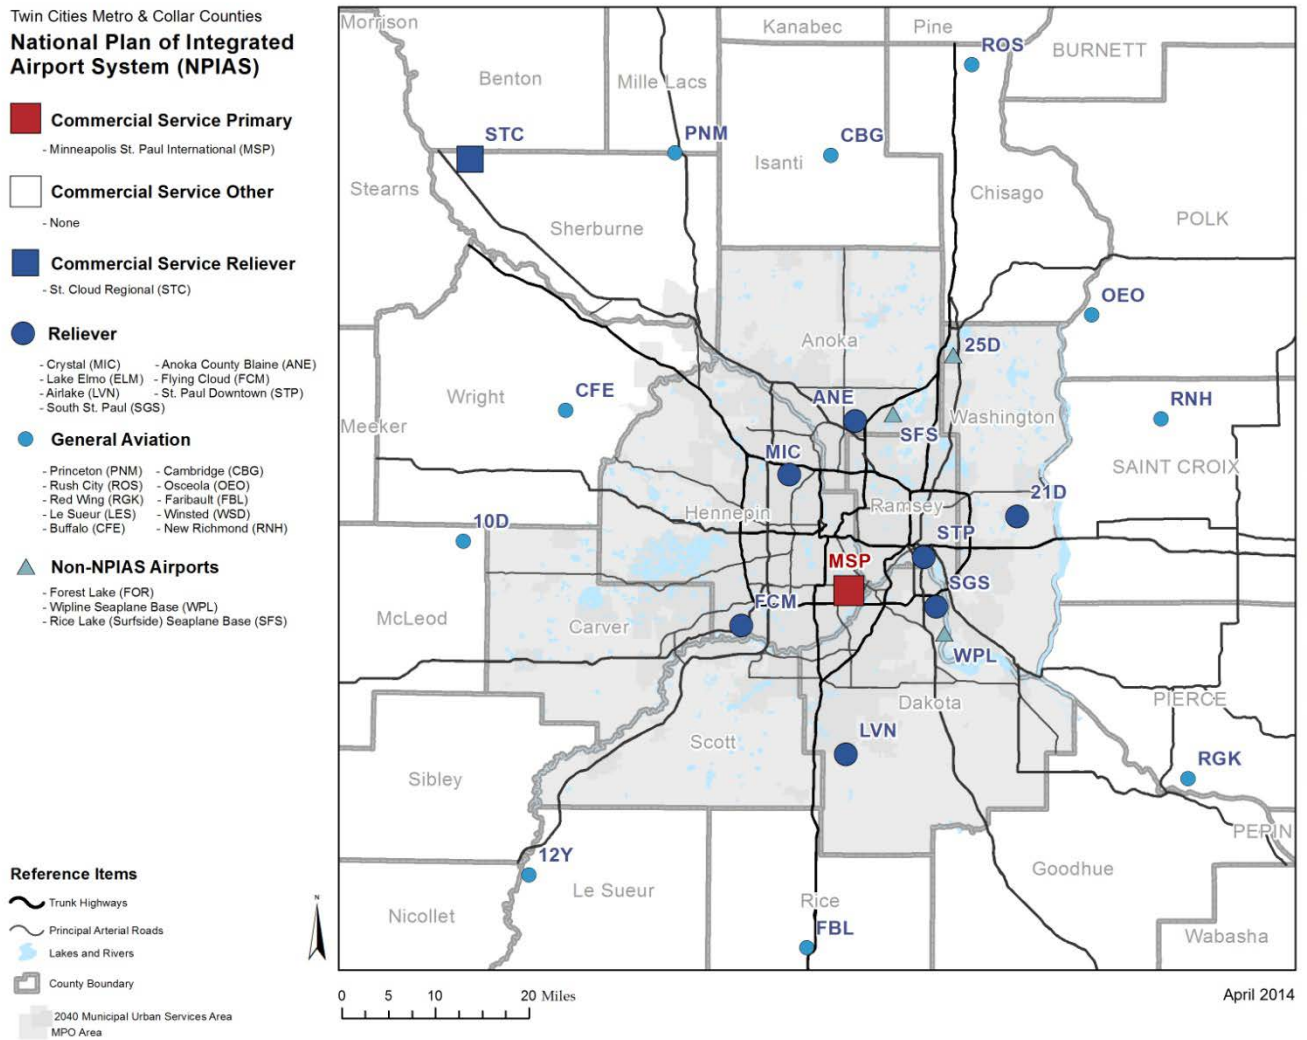 Twin Cities Metro & Collar Counties
National Plan of Integrated
Airport System (NPIAS)
Commercial Service Primary
- Minneapolis St. Paul International (MSP)
Commercial Service Other
- None
Commercial Service Reliever
- St. Cloud Regional (STC)
Reliever
- Crystal (MIC) - Anoka County Blaine (ANE)
- Lake Elmo (ELM) - Flying Cloud (FCM)
- Airlake (LVN) - St. Paul Downtown (STP)
- South St. Paul (SGS)
General Aviation
- Princeton (PNM) - Cambridge (CBG)
- Rush City (ROS) - Osceola (OEO)
- Red Wing (RGK) - Faribault (FBL)
- Le Sueur (LES) - Winsted (WSD)
- Buffalo (CFE) - New Richmond (RNH)
Non-NPIAS Airports
- Forest Lake (FOR)
- Wipline Seaplane Base (WPL)
- Rice Lake (Surfside) Seaplane Base (SFS)
Reference Items
Trunk Highways
Principal Arterial Roads
Lakes and Rivers
County Boundary
2040 Municipal Urban Services Area
MPO Area
Morrison
Kanabec
Pine
ROS
BURNETT
Benton
Mille Lacs
STC
PNM
CBG
Isanti
Stearns
Chisago
POLK
Sherburne
OEO
Anoka
25D
Wright
CFE
ANE
RNH
Meeker
Washington
SFS
MIC
SAINT CROIX
21D
Hennepin
Ramsey
10D
STP
MSP
SGS
FCM
McLeod
Carver
WPL
PIERCE
Dakota
LVN
Scott
RGK
Sibley
PEPIN
12Y
Goodhue
Le Sueur
Rice
Nicollet
FBL
Wabasha
N
0 5 10 20 Miles
April 2014